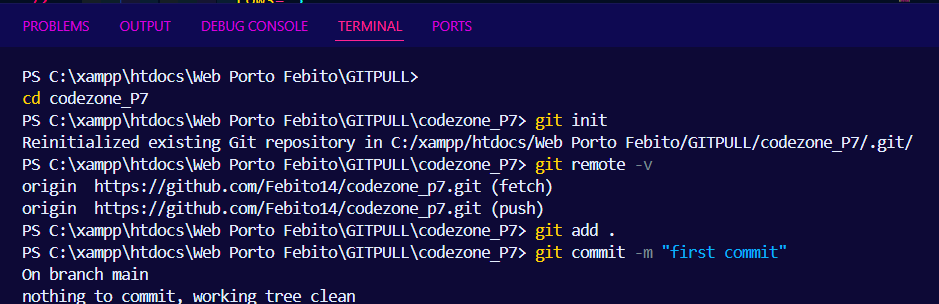 PROBLEMS OUTPUT DEBUG CONSOLE TERMINAL PORTS
PS C:\xampp\htdocs\Web Porto Febito\GITPULL>
cd codezone_P7
PS C:\xampp\htdocs\Web Porto Febito\GITPULL\codezone_P7> git init
Reinitialized existing Git repository in C:/xampp/htdocs/Web Porto Febito/GITPULL/codezone_P7/.git/
PS C:\xampp\htdocs\Web Porto Febito\GITPULL\codezone_P7> git remote -v
origin  https://github.com/Febito14/codezone_p7.git (fetch)
origin  https://github.com/Febito14/codezone_p7.git (push)
PS C:\xampp\htdocs\Web Porto Febito\GITPULL\codezone_P7> git add .
PS C:\xampp\htdocs\Web Porto Febito\GITPULL\codezone_P7> git commit -m "first commit"
On branch main
nothing to commit, working tree clean